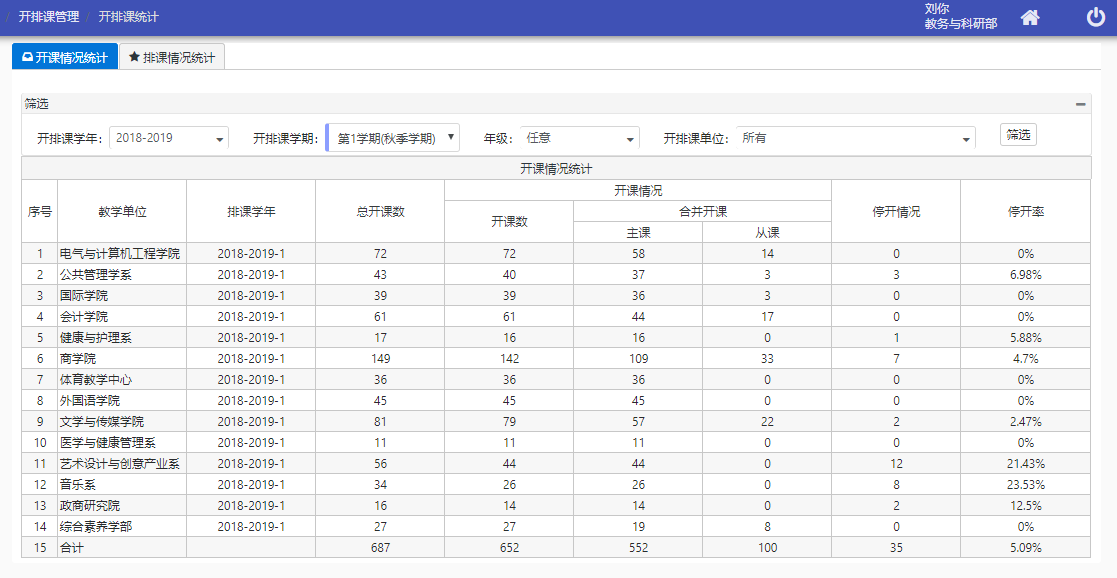 / 开排课管理 / 开排课统计
刘你
教务与科研部
开课情况统计 排课情况统计
筛选
开排课学年: 2018-2019 开排课学期: 第1学期(秋季学期) 年级: 任意 开排课单位: 所有 筛选
开课情况统计
序号 教学单位 排课学年 总开课数 开课情况 停开情况 停开率
开课数 合并开课
主课 从课
1 电气与计算机工程学院 2018-2019-1 72 72 58 14 0 0%
2 公共管理学系 2018-2019-1 43 40 37 3 3 6.98%
3 国际学院 2018-2019-1 39 39 36 3 0 0%
4 会计学院 2018-2019-1 61 61 44 17 0 0%
5 健康与护理系 2018-2019-1 17 16 16 0 1 5.88%
6 商学院 2018-2019-1 149 142 109 33 7 4.7%
7 体育教学中心 2018-2019-1 36 36 36 0 0 0%
8 外国语学院 2018-2019-1 45 45 45 0 0 0%
9 文学与传媒学院 2018-2019-1 81 79 57 22 2 2.47%
10 医学与健康管理系 2018-2019-1 11 11 11 0 0 0%
11 艺术设计与创意产业系 2018-2019-1 56 44 44 0 12 21.43%
12 音乐系 2018-2019-1 34 26 26 0 8 23.53%
13 政商研究院 2018-2019-1 16 14 14 0 2 12.5%
14 综合素养学部 2018-2019-1 27 27 19 8 0 0%
15 合计 687 652 552 100 35 5.09%